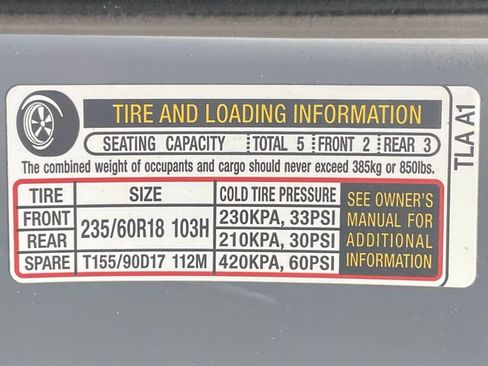 TIRE AND LOADING INFORMATION
SEATING CAPACITY TOTAL 5 FRONT 2 REAR 3
The combined weight of occupants and cargo should never exceed 385kg or 850lbs.
TIRE SIZE COLD TIRE PRESSURE
FRONT 235/60R18 103H 230KPA, 33PSI
REAR 210KPA, 30PSI
SPARE T155/90D17 112M 420KPA, 60PSI
SEE OWNER'S
MANUAL FOR
ADDITIONAL
INFORMATION
TLA A1